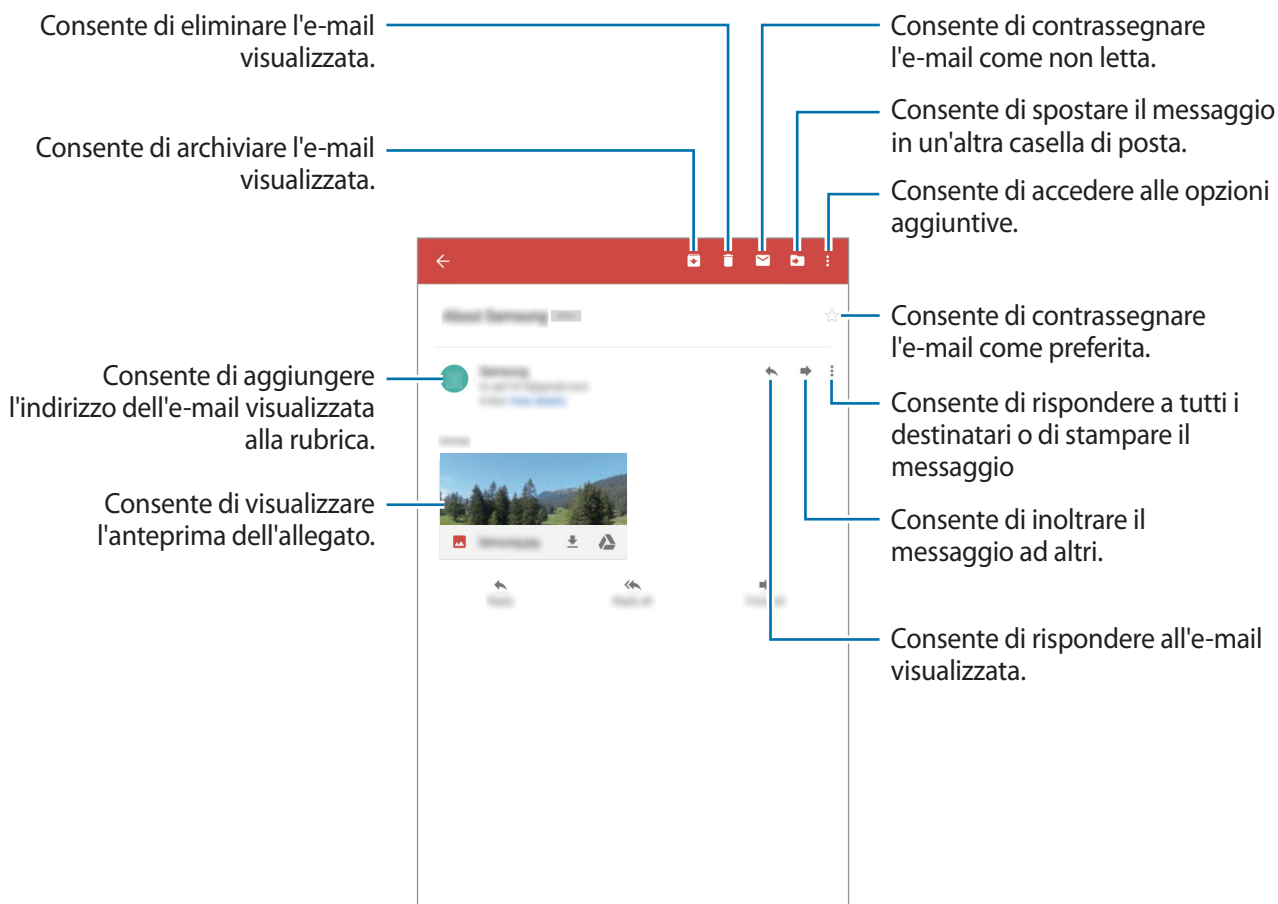 Consente di eliminare l'e-mail
visualizzata.
Consente di archiviare l'e-mail
visualizzata.
Consente di aggiungere
l'indirizzo dell'e-mail visualizzata
alla rubrica.
Consente di visualizzare
l'anteprima dell'allegato.
Consente di contrassegnare
l'e-mail come non letta.
Consente di spostare il messaggio
in un'altra casella di posta.
Consente di accedere alle opzioni
aggiuntive.
Consente di contrassegnare
l'e-mail come preferita.
Consente di rispondere a tutti i
destinatari o di stampare il
messaggio
Consente di inoltrare il
messaggio ad altri.
Consente di rispondere all'e-mail
visualizzata.
About Samsung
Samsung